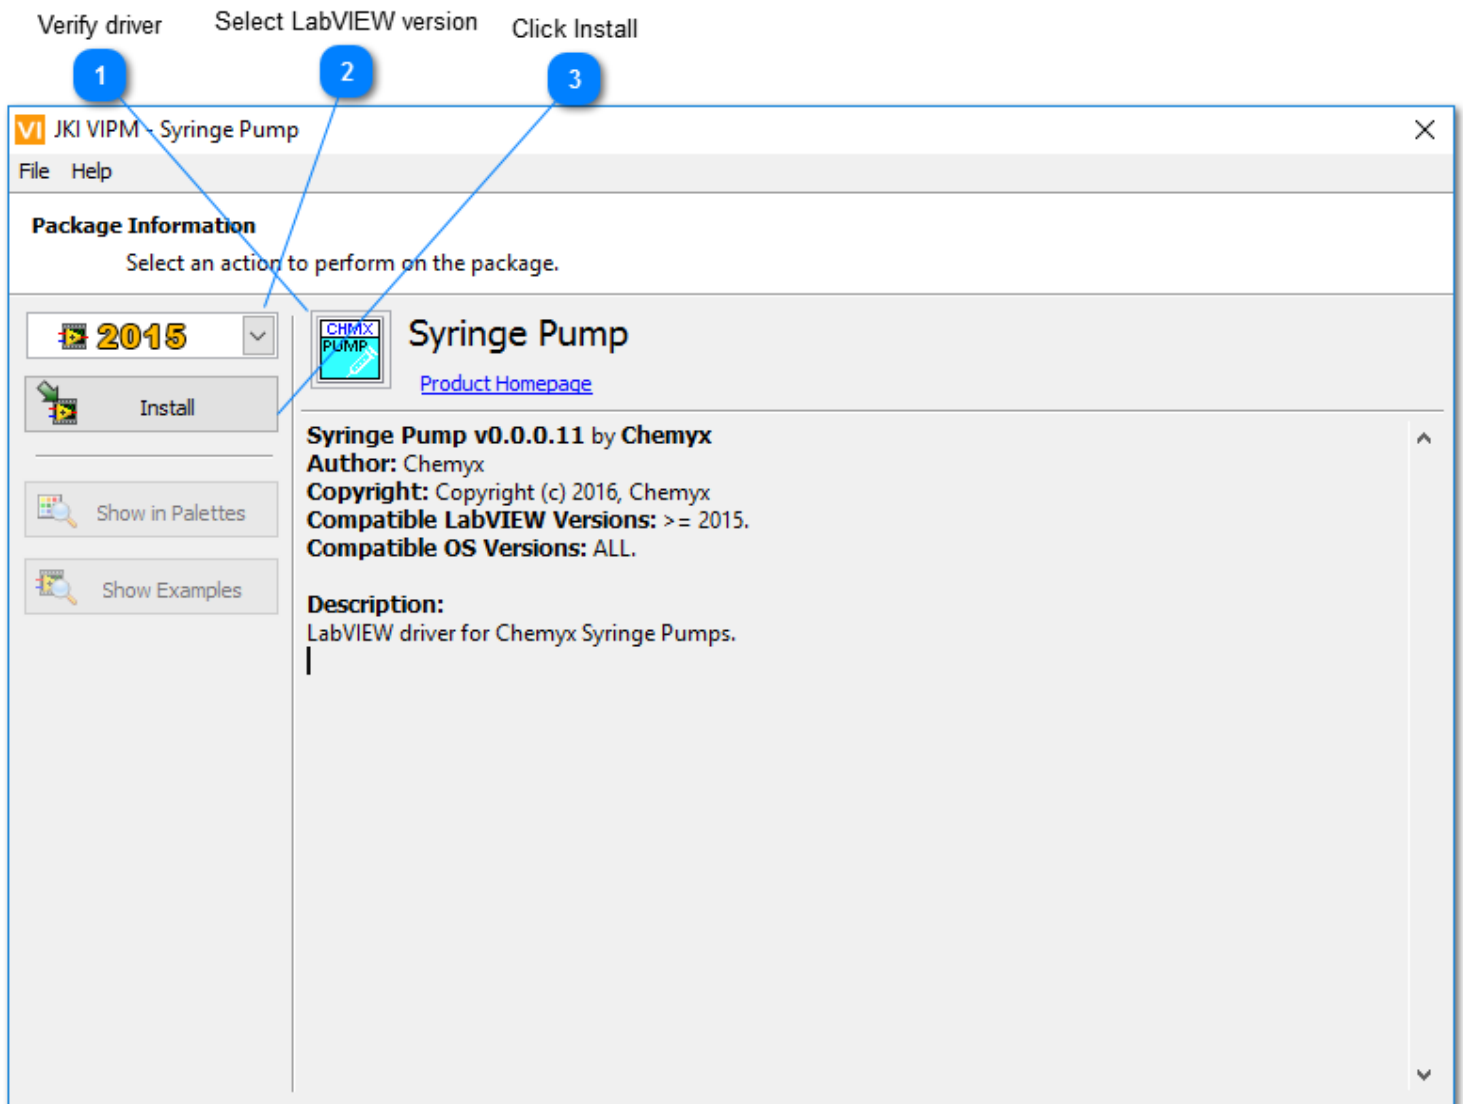 Verify driver
Select LabVIEW version
Click Install
1
2
3
VI JKI VIPM - Syringe Pump
File Help
Package Information
Select an action to perform on the package.
2015
Install
Show in Palettes
Show Examples
CHMX
PUMP
Syringe Pump
Product Homepage
Syringe Pump v0.0.0.11 by Chemyx
Author: Chemyx
Copyright: Copyright (c) 2016, Chemyx
Compatible LabVIEW Versions: >= 2015.
Compatible OS Versions: ALL.
Description:
LabVIEW driver for Chemyx Syringe Pumps.